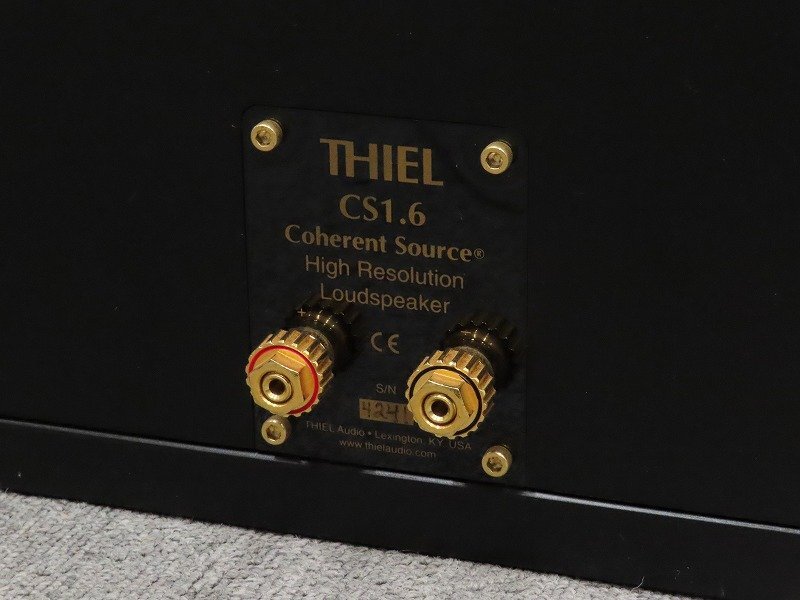 THIEL
CS1.6
Coherent Source®
High Resolution
Loudspeaker
+
CE
S/N
THIEL Audio • Lexington, KY, USA
www.thielaudio.com